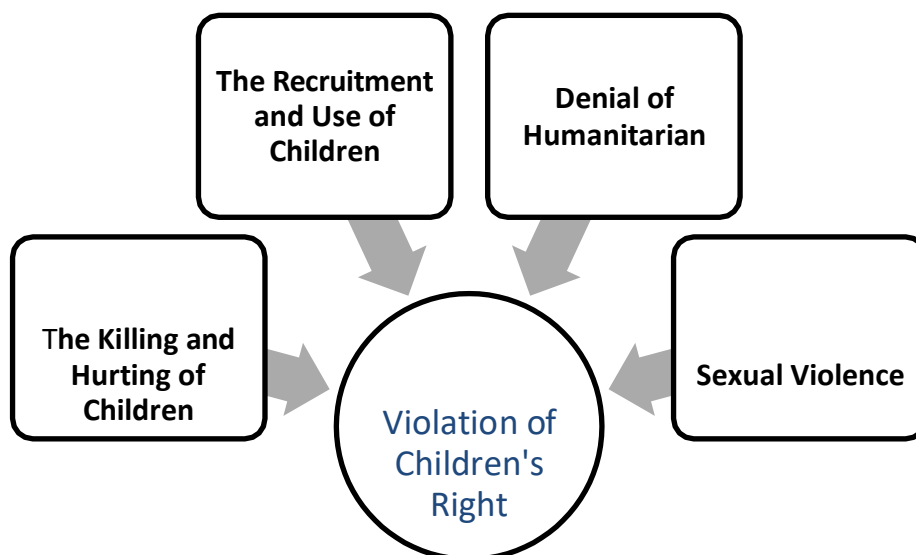 The Recruitment
and Use of
Children
Denial of
Humanitarian
The Killing and
Hurting of
Children
Sexual Violence
Violation of
Children's
Right